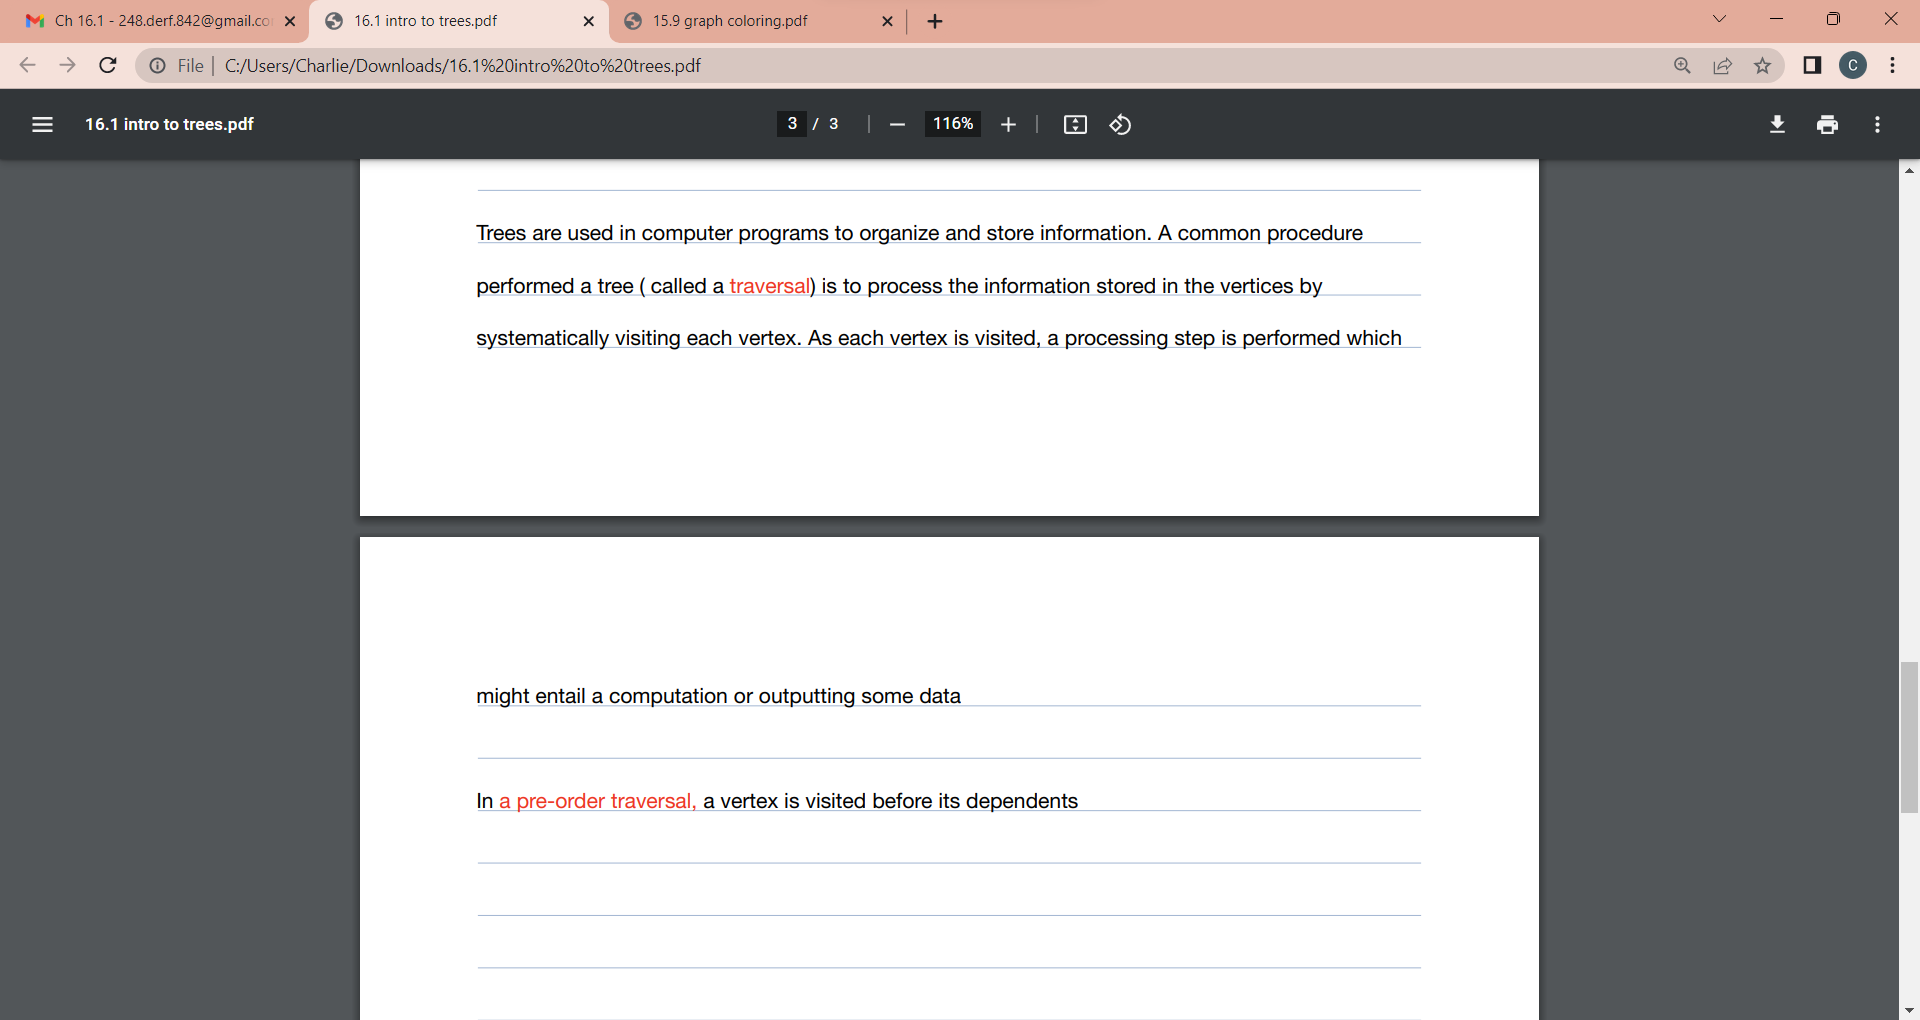 Ch 16.1 - 248.derf.842@gmail.co
16.1 intro to trees.pdf
15.9 graph coloring.pdf
File
C:/Users/Charlie/Downloads/16.1%20intro%20to%20trees.pdf
C
16.1 intro to trees.pdf
3 / 3
116%
Trees are used in computer programs to organize and store information. A common procedure
performed a tree ( called a traversal) is to process the information stored in the vertices by
systematically visiting each vertex. As each vertex is visited, a processing step is performed which
might entail a computation or outputting some data
In a pre-order traversal, a vertex is visited before its dependents